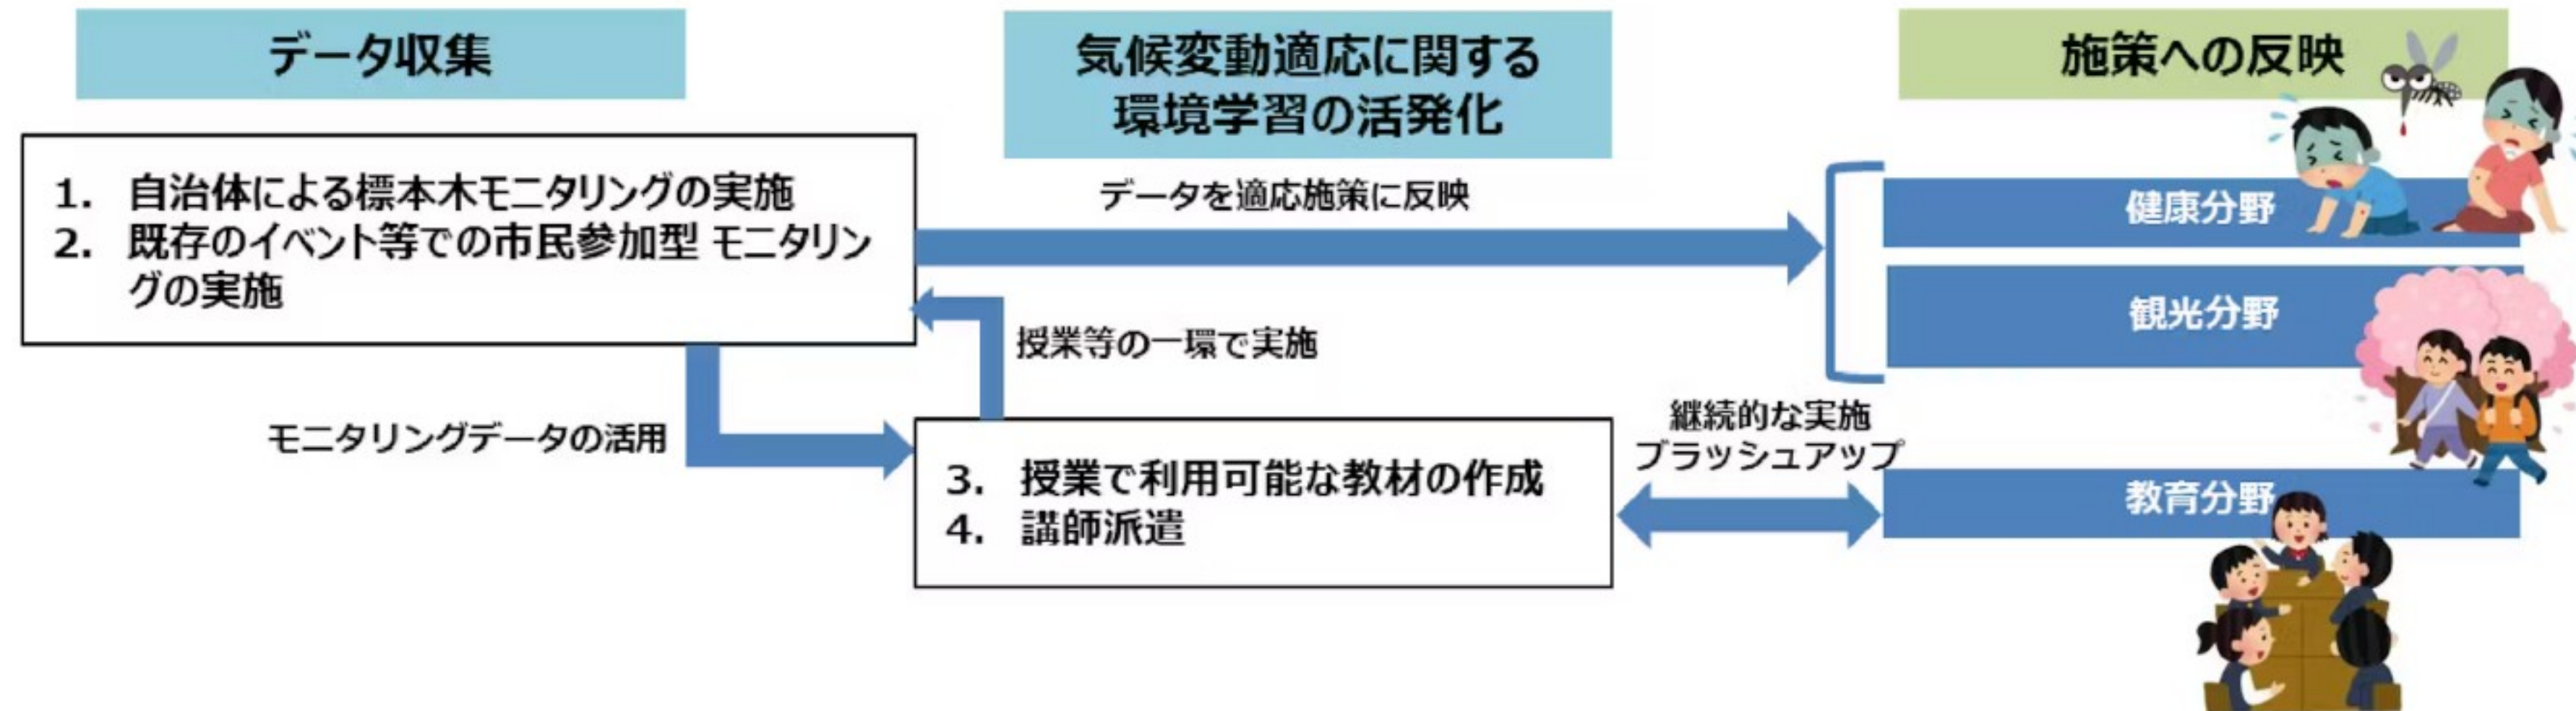 データ収集
気候変動適応に関する
環境学習の活発化
施策への反映
1. 自治体による標本木モニタリングの実施
2. 既存のイベント等での市民参加型 モニタリン
グの実施
データを適応施策に反映
健康分野
観光分野
授業等の一環で実施
モニタリングデータの活用
3. 授業で利用可能な教材の作成
4. 講師派遣
継続的な実施
ブラッシュアップ
教育分野